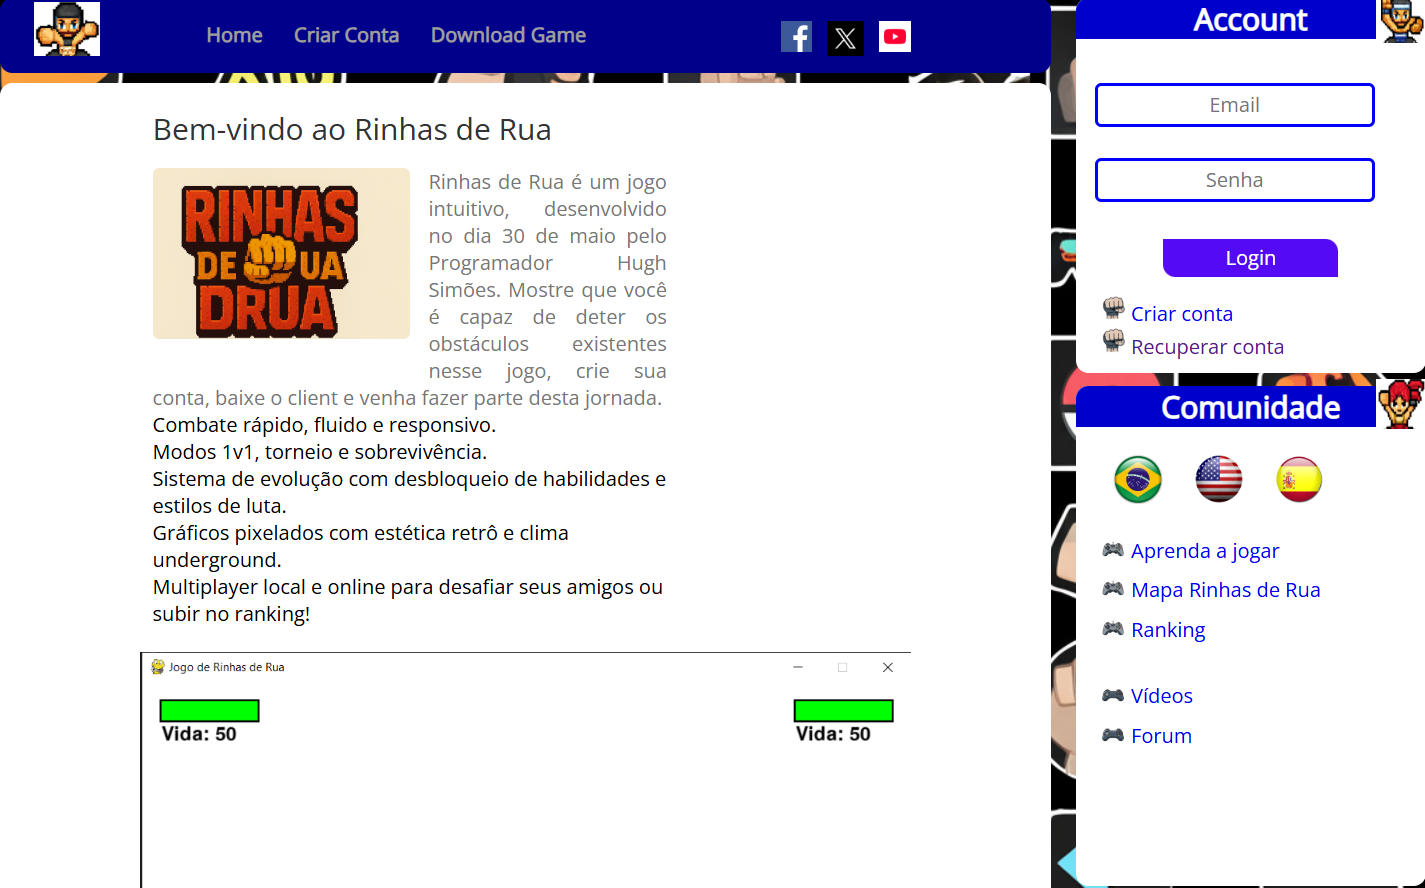 Home Criar Conta Download Game
Account
Email
Senha
Login
Criar conta
Recuperar conta
Bem-vindo ao Rinhas de Rua
RINHAS
DE UA
DRUA
Rinhas de Rua é um jogo
intuitivo, desenvolvido
no dia 30 de maio pelo
Programador Hugh
Simões. Mostre que você
é capaz de deter os
obstáculos existentes
nesse jogo, crie sua
conta, baixe o client e venha fazer parte desta jornada.
Combate rápido, fluido e responsivo.
Modos 1v1, torneio e sobrevivência.
Sistema de evolução com desbloqueio de habilidades e
estilos de luta.
Gráficos pixelados com estética retrô e clima
underground.
Multiplayer local e online para desafiar seus amigos ou
subir no ranking!
Jogo de Rinhas de Rua
Vida: 50 Vida: 50
Comunidade
Aprenda a jogar
Mapa Rinhas de Rua
Ranking
Vídeos
Forum